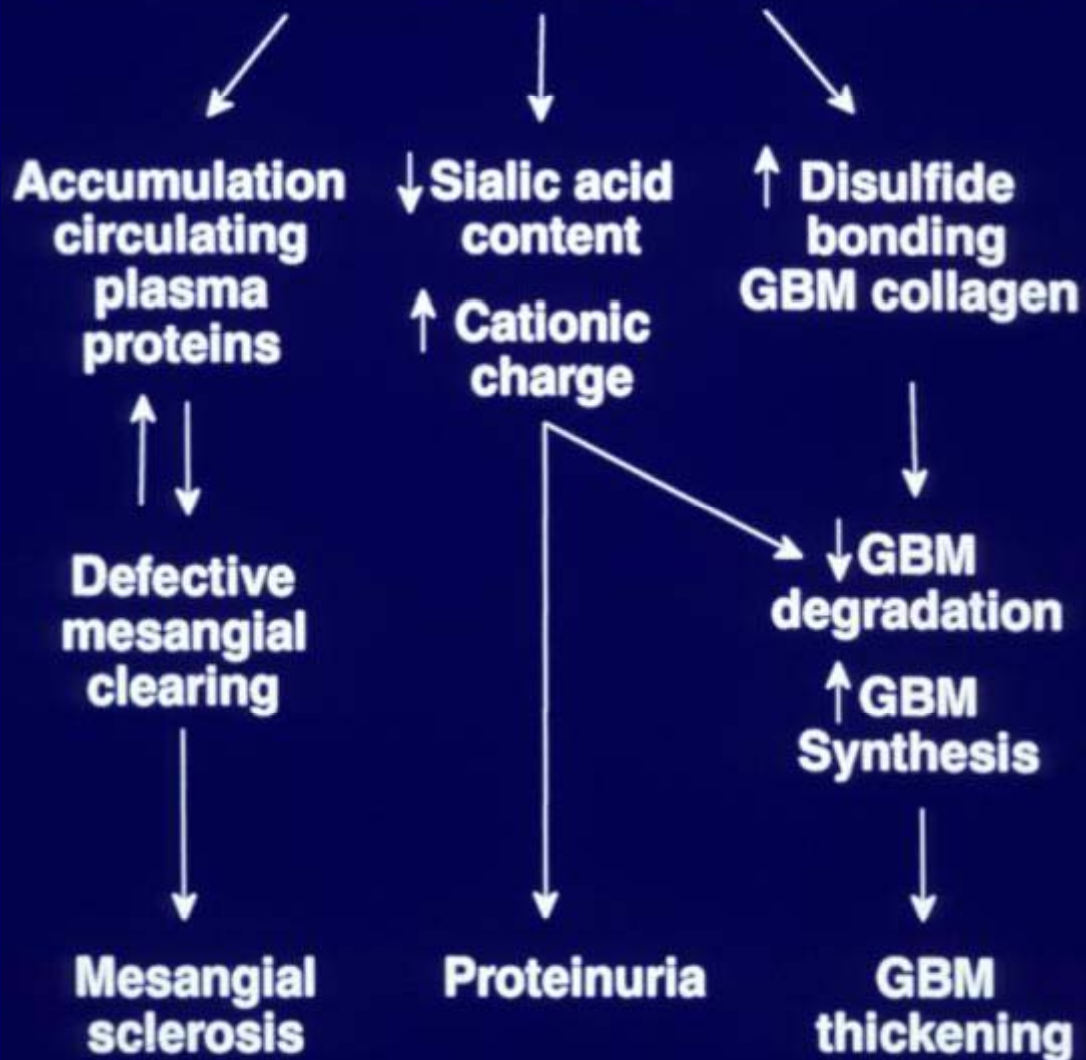 Accumulation
circulating
plasma
proteins
↓ Sialic acid
content
↑ Cationic
charge
↑ Disulfide
bonding
GBM collagen
Defective
mesangial
clearing
↓ GBM
degradation
↑ GBM
Synthesis
Mesangial
sclerosis
Proteinuria
GBM
thickening